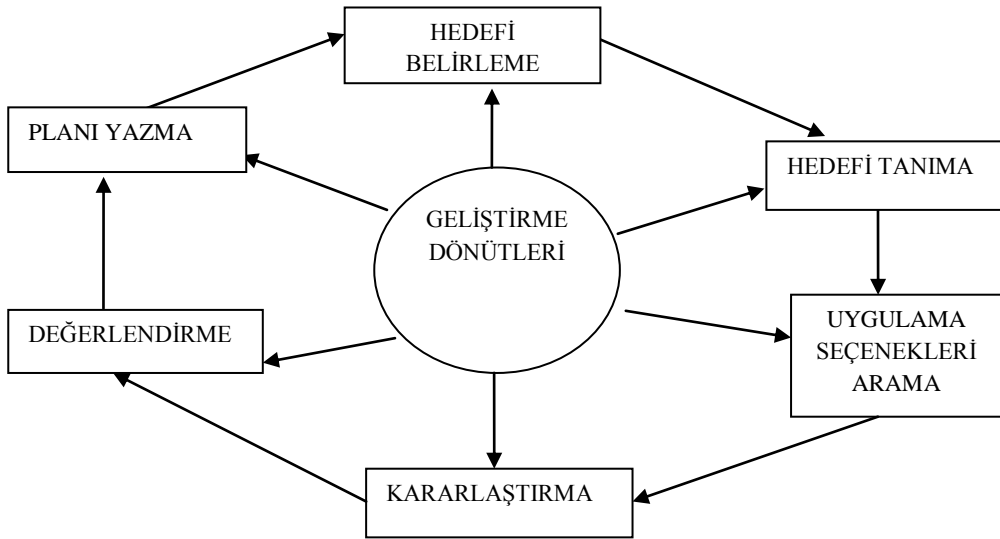 HEDEFİ
BELİRLEME
PLANI YAZMA
HEDEFİ TANIMA
GELİŞTİRME
DÖNÜTLERİ
DEĞERLENDİRME
UYGULAMA
SEÇENEKLERİ
ARAMA
KARARLAŞTIRMA